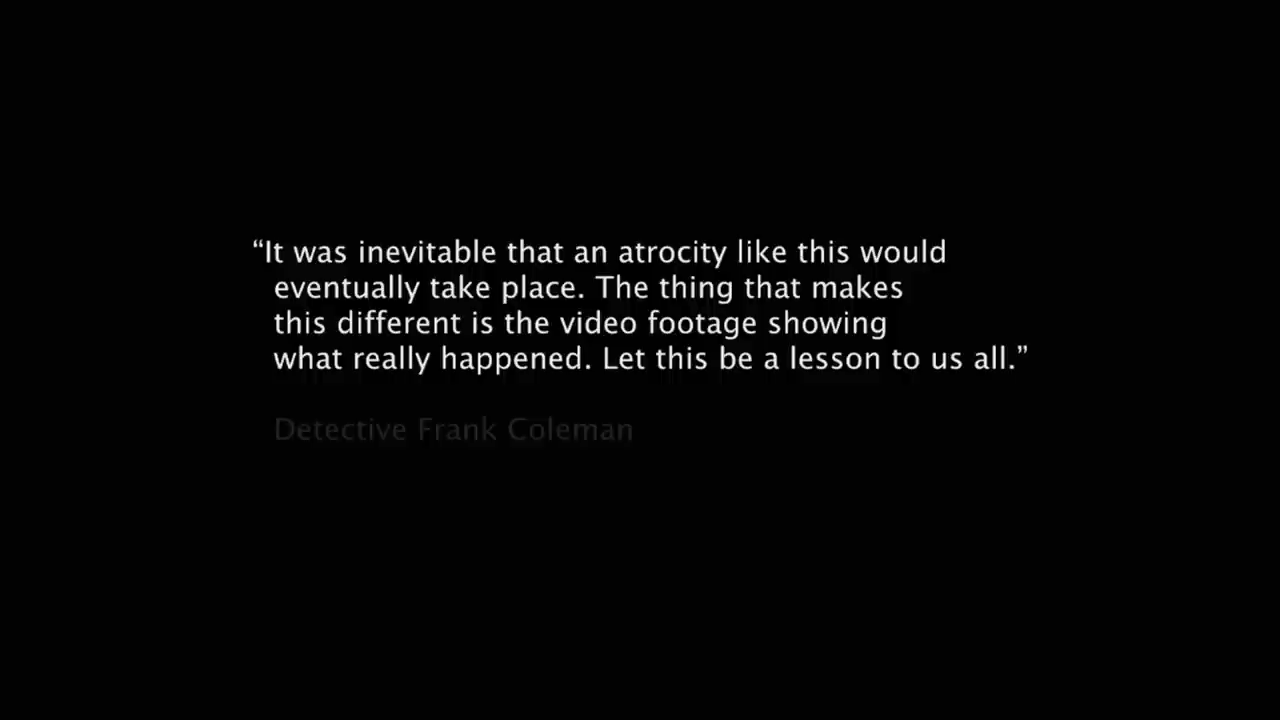 “It was inevitable that an atrocity like this would
eventually take place. The thing that makes
this different is the video footage showing
what really happened. Let this be a lesson to us all.”
Detective Frank Coleman